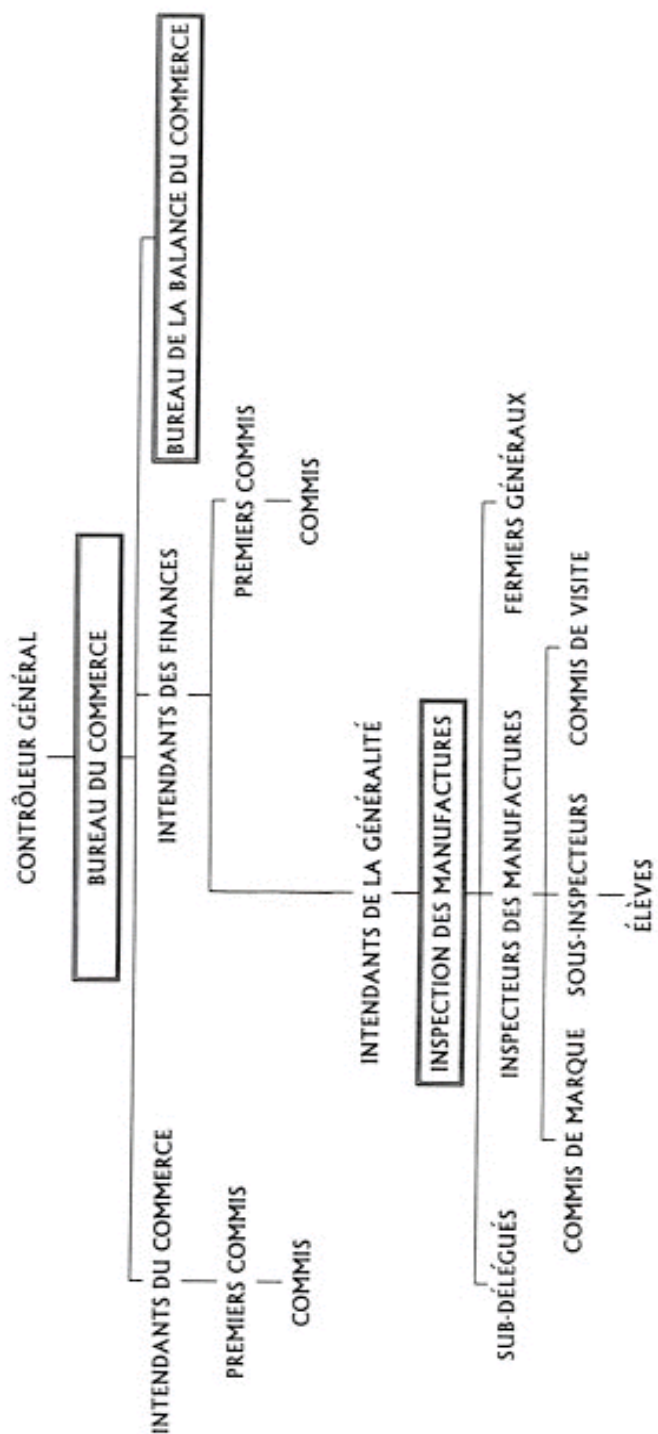 CONTRÔLEUR GÉNÉRAL
BUREAU DU COMMERCE
INTENDANTS DU COMMERCE
INTENDANTS DES FINANCES
BUREAU DE LA BALANCE DU COMMERCE
PREMIERS COMMIS
PREMIERS COMMIS
COMMIS
COMMIS
INTENDANTS DE LA GÉNÉRALITÉ
INSPECTION DES MANUFACTURES
SUB-DÉLÉGUÉS
INSPECTEURS DES MANUFACTURES
FERMIERS GÉNÉRAUX
COMMIS DE MARQUE
SOUS-INSPECTEURS
COMMIS DE VISITE
ÉLÈVES